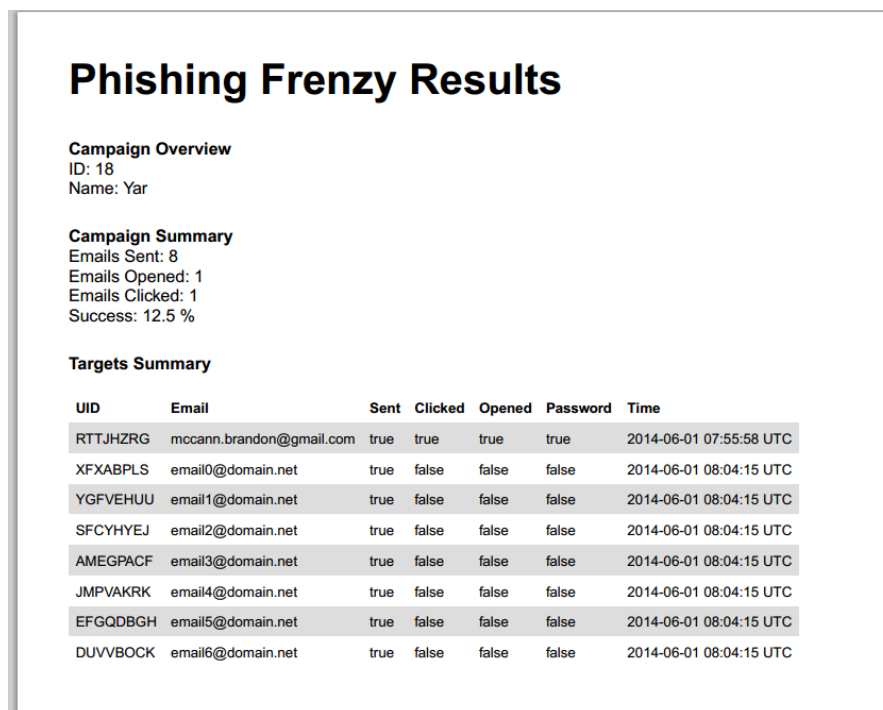 Phishing Frenzy Results
Campaign Overview
ID: 18
Name: Yar
Campaign Summary
Emails Sent: 8
Emails Opened: 1
Emails Clicked: 1
Success: 12.5 %
Targets Summary
UID Email Sent Clicked Opened Password Time
RTTJHZRG mccann.brandon@gmail.com true true true true 2014-06-01 07:55:58 UTC
XFXABPLS email0@domain.net true false false false 2014-06-01 08:04:15 UTC
YGFVEHUU email1@domain.net true false false false 2014-06-01 08:04:15 UTC
SFCYHYEJ email2@domain.net true false false false 2014-06-01 08:04:15 UTC
AMEGPACF email3@domain.net true false false false 2014-06-01 08:04:15 UTC
JMPVAKRK email4@domain.net true false false false 2014-06-01 08:04:15 UTC
EFGQDBGH email5@domain.net true false false false 2014-06-01 08:04:15 UTC
DUVVBOCK email6@domain.net true false false false 2014-06-01 08:04:15 UTC